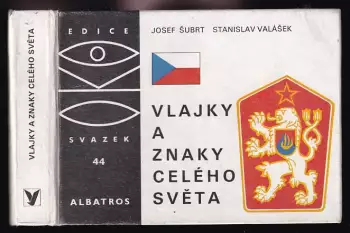 VLAJKY A ZNAKY CELÉHO SVĚTA
EDICE
SVAZEK
44
ALBATROS
JOSEF ŠUBRT STANISLAV VALÁŠEK
VLAJKY
A
ZNAKY
CELÉHO
SVĚTA